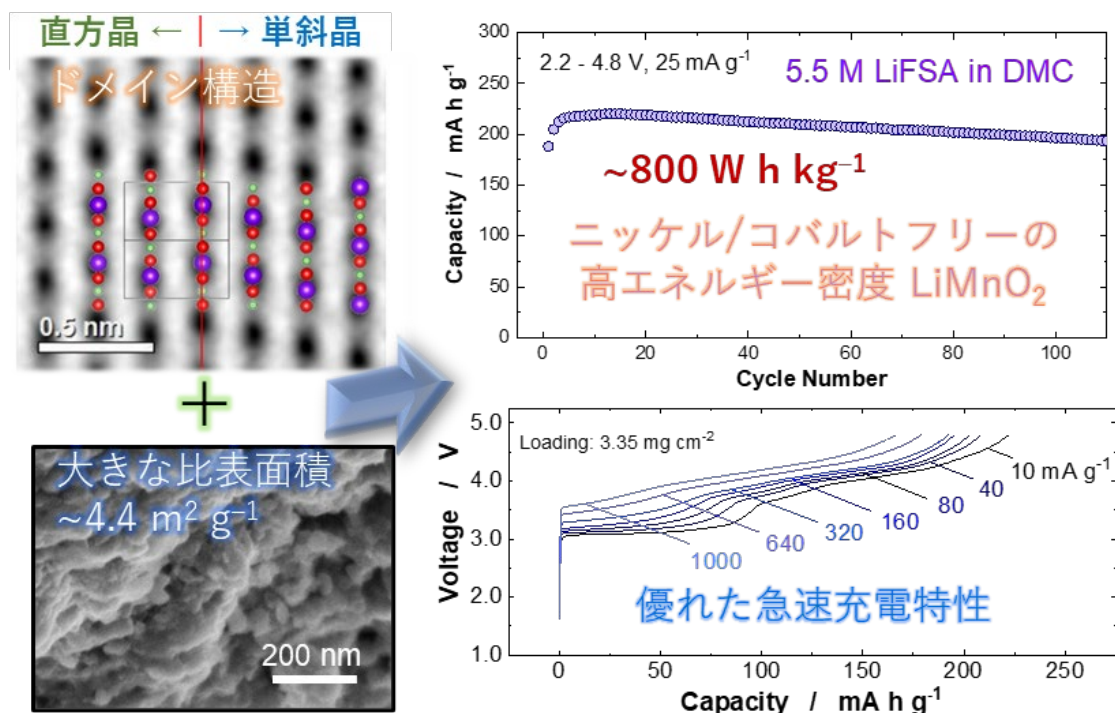 直方晶 ← | → 単斜晶
ドメイン構造
0.5 nm
+
大きな比表面積
~4.4 m² g⁻¹
200 nm
300
250
200
150
100
50
0
Capacity / mA h g⁻¹
2.2 - 4.8 V, 25 mA g⁻¹
5.5 M LiFSA in DMC
~800 W h kg⁻¹
ニッケル/コバルトフリーの
高エネルギー密度 LiMnO₂
0 20 40 60 80 100
Cycle Number
5.0
4.0
3.0
2.0
1.0
Voltage / V
Loading: 3.35 mg cm⁻²
10 mA g⁻¹
40
80
160
320
640
1000
優れた急速充電特性
0 50 100 150 200 250
Capacity / mA h g⁻¹